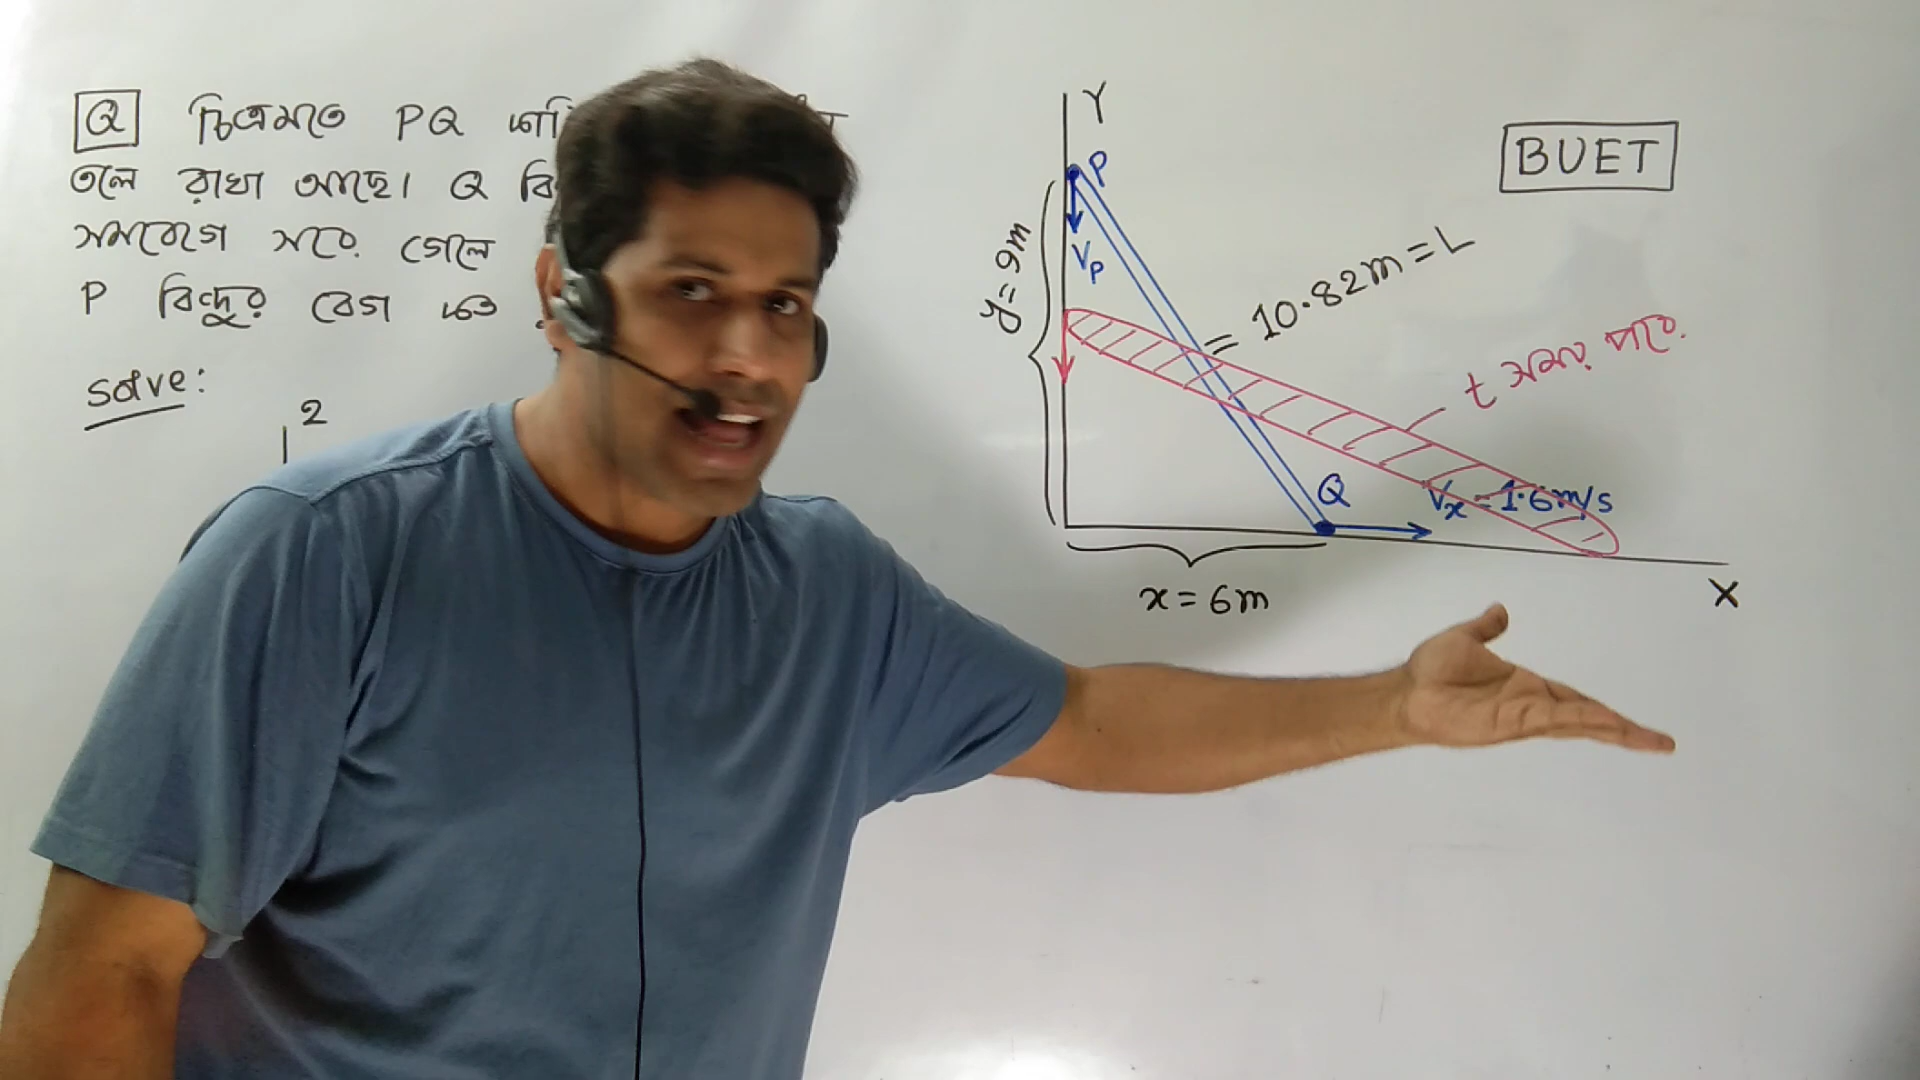 Q চিত্রমতে PQ
তলে রাখা আছে। Q
সমবেগে সরে গেলে
P বিন্দুর বেগ কত
solve:
2
Y
BUET
P
VP
y = 9m
= 10.82m = L
t সময় পরে
Q
Vx = 1.6m/s
x = 6m
X